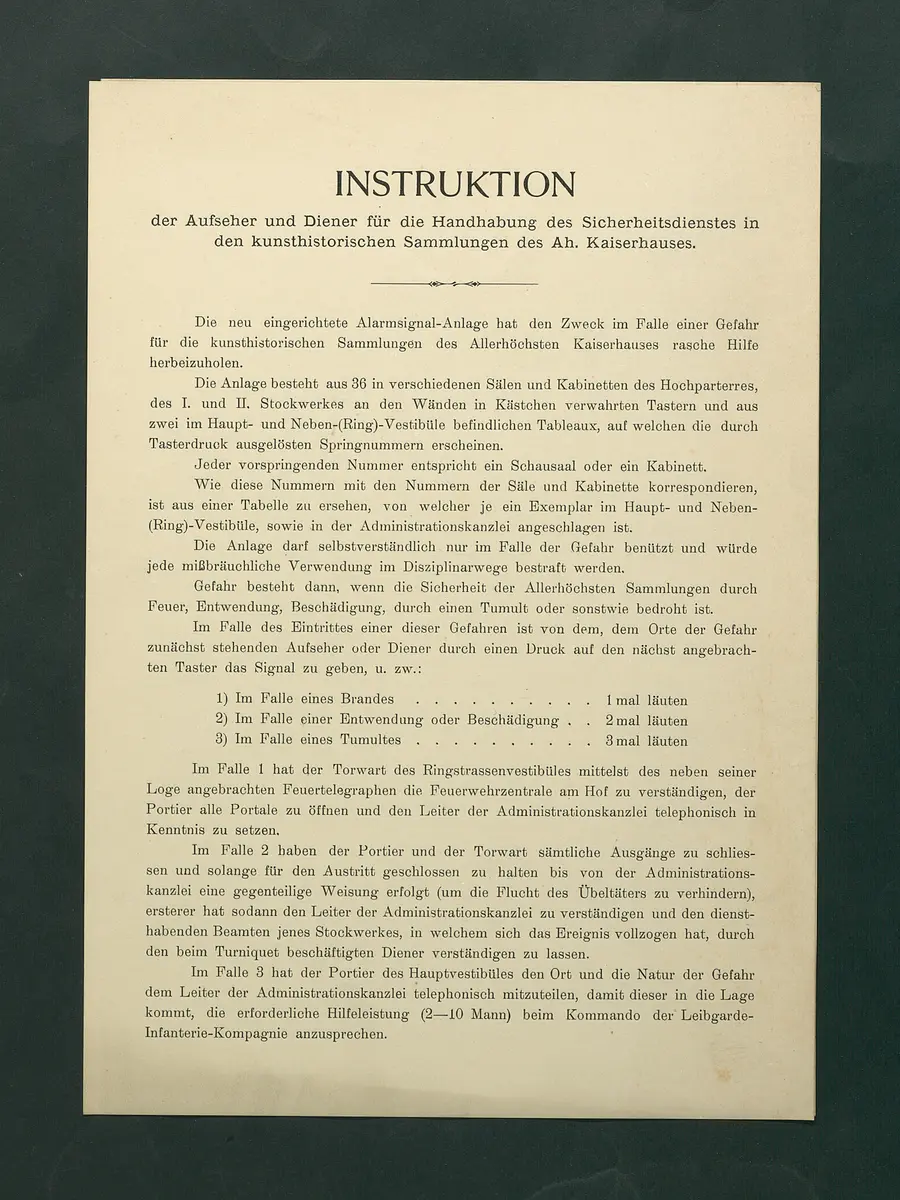 INSTRUKTION
der Aufseher und Diener für die Handhabung des Sicherheitsdienstes in
den kunsthistorischen Sammlungen des Ah. Kaiserhauses.
Die neu eingerichtete Alarmsignal-Anlage hat den Zweck im Falle einer Gefahr
für die kunsthistorischen Sammlungen des Allerhöchsten Kaiserhauses rasche Hilfe
herbeizuholen.
Die Anlage besteht aus 36 in verschiedenen Sälen und Kabinetten des Hochparterres,
des I. und II. Stockwerkes an den Wänden in Kästchen verwahrten Tastern und aus
zwei im Haupt- und Neben-(Ring)-Vestibüle befindlichen Tableaux, auf welchen die durch
Tasterdruck ausgelösten Springnummern erscheinen.
Jeder vorspringenden Nummer entspricht ein Schausaal oder ein Kabinett.
Wie diese Nummern mit den Nummern der Säle und Kabinette korrespondieren,
ist aus einer Tabelle zu ersehen, von welcher je ein Exemplar im Haupt- und Neben-
(Ring)-Vestibüle, sowie in der Administrationskanzlei angeschlagen ist.
Die Anlage darf selbstverständlich nur im Falle der Gefahr benützt und würde
jede mißbräuchliche Verwendung im Disziplinarwege bestraft werden.
Gefahr besteht dann, wenn die Sicherheit der Allerhöchsten Sammlungen durch
Feuer, Entwendung, Beschädigung, durch einen Tumult oder sonstwie bedroht ist.
Im Falle des Eintrittes einer dieser Gefahren ist von dem, dem Orte der Gefahr
zunächst stehenden Aufseher oder Diener durch einen Druck auf den nächst angebrach-
ten Taster das Signal zu geben, u. zw.:
1) Im Falle eines Brandes . . . . . . . . . . 1 mal läuten
2) Im Falle einer Entwendung oder Beschädigung . . 2 mal läuten
3) Im Falle eines Tumultes . . . . . . . . . . 3 mal läuten
Im Falle 1 hat der Torwart des Ringstrassenvestibüles mittelst des neben seiner
Loge angebrachten Feuertelegraphen die Feuerwehrzentrale am Hof zu verständigen, der
Portier alle Portale zu öffnen und den Leiter der Administrationskanzlei telephonisch in
Kenntnis zu setzen.
Im Falle 2 haben der Portier und der Torwart sämtliche Ausgänge zu schlies-
sen und solange für den Austritt geschlossen zu halten bis von der Administrations-
kanzlei eine gegenteilige Weisung erfolgt (um die Flucht des Übeltäters zu verhindern),
ersterer hat sodann den Leiter der Administrationskanzlei zu verständigen und den dienst-
habenden Beamten jenes Stockwerkes, in welchem sich das Ereignis vollzogen hat, durch
den beim Turniquet beschäftigten Diener verständigen zu lassen.
Im Falle 3 hat der Portier des Hauptvestibüles den Ort und die Natur der Gefahr
dem Leiter der Administrationskanzlei telephonisch mitzuteilen, damit dieser in die Lage
kommt, die erforderliche Hilfeleistung (2—10 Mann) beim Kommando der Leibgarde-
Infanterie-Kompagnie anzusprechen.